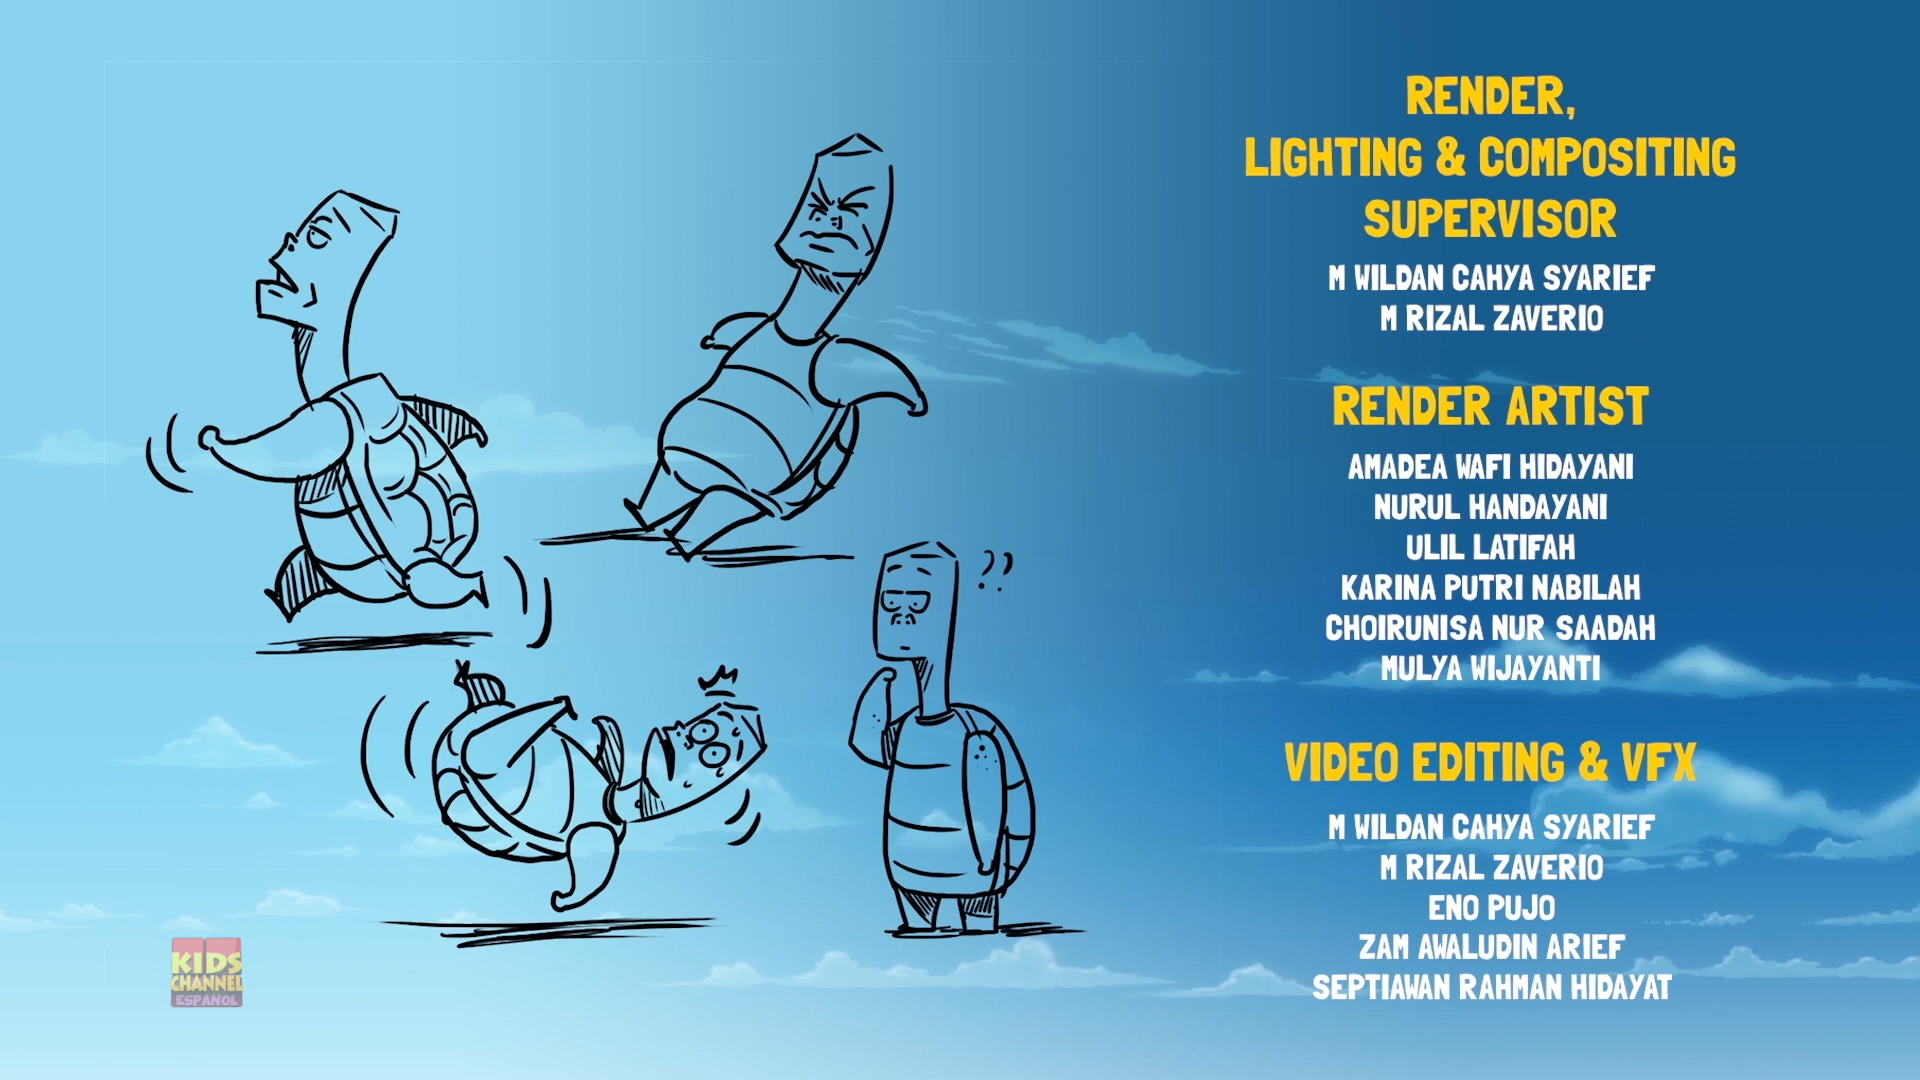 RENDER,
LIGHTING & COMPOSITING
SUPERVISOR
M WILDAN CAHYA SYARIEF
M RIZAL ZAVERIO
RENDER ARTIST
AMADEA WAFI HIDAYANI
NURUL HANDAYANI
ULIL LATIFAH
KARINA PUTRI NABILAH
CHOIRUNISA NUR SAADAH
MULYA WIJAYANTI
VIDEO EDITING & VFX
M WILDAN CAHYA SYARIEF
M RIZAL ZAVERIO
ENO PUJO
ZAM AWALUDIN ARIEF
SEPTIAWAN RAHMAN HIDAYAT
??
KIDS
CHANNEL
ESPAÑOL